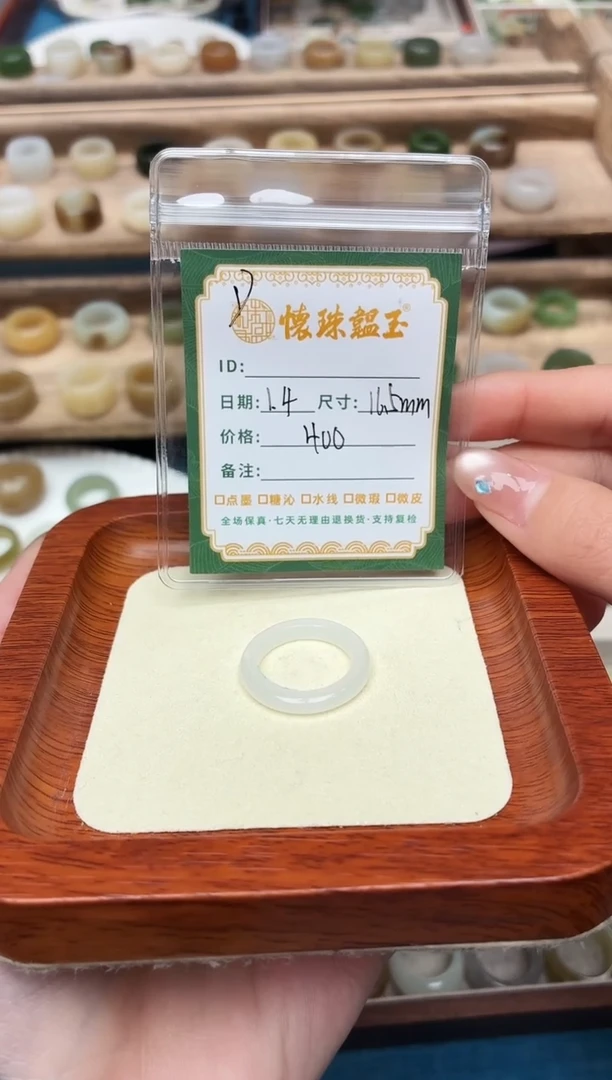 懷珠韞玉®
ID:
日期:1.4 尺寸:16.5mm
价格:400
备注:
□点墨 □糖沁 □水线 □微瑕 □微皮
全场保真·七天无理由退换货·支持复检